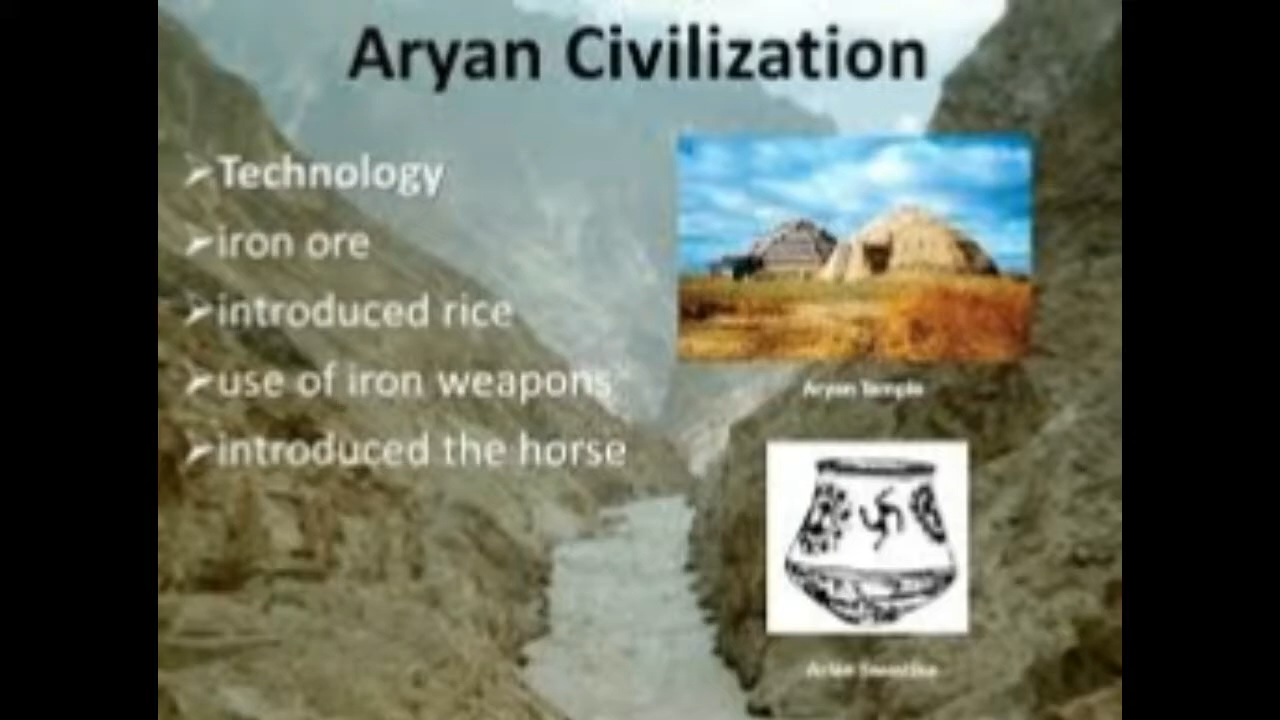 Aryan Civilization
Technology
iron ore
introduced rice
use of iron weapons
introduced the horse
Aryan Temple